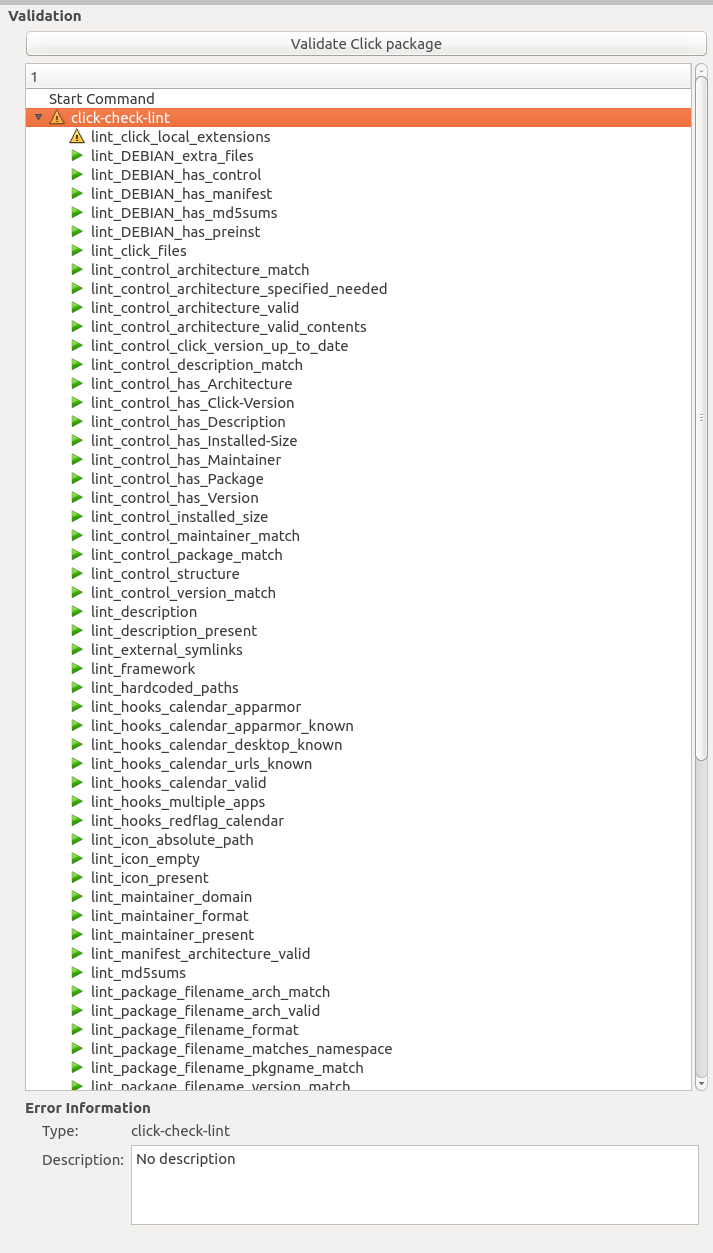 Validation
Validate Click package
1
Start Command
click-check-lint
lint_click_local_extensions
lint_DEBIAN_extra_files
lint_DEBIAN_has_control
lint_DEBIAN_has_manifest
lint_DEBIAN_has_md5sums
lint_DEBIAN_has_preinst
lint_click_files
lint_control_architecture_match
lint_control_architecture_specified_needed
lint_control_architecture_valid
lint_control_architecture_valid_contents
lint_control_click_version_up_to_date
lint_control_description_match
lint_control_has_Architecture
lint_control_has_Click-Version
lint_control_has_Description
lint_control_has_Installed-Size
lint_control_has_Maintainer
lint_control_has_Package
lint_control_has_Version
lint_control_installed_size
lint_control_maintainer_match
lint_control_package_match
lint_control_structure
lint_control_version_match
lint_description
lint_description_present
lint_external_symlinks
lint_framework
lint_hardcoded_paths
lint_hooks_calendar_apparmor
lint_hooks_calendar_apparmor_known
lint_hooks_calendar_desktop_known
lint_hooks_calendar_urls_known
lint_hooks_calendar_valid
lint_hooks_multiple_apps
lint_hooks_redflag_calendar
lint_icon_absolute_path
lint_icon_empty
lint_icon_present
lint_maintainer_domain
lint_maintainer_format
lint_maintainer_present
lint_manifest_architecture_valid
lint_md5sums
lint_package_filename_arch_match
lint_package_filename_arch_valid
lint_package_filename_format
lint_package_filename_matches_namespace
lint_package_filename_pkgname_match
lint_package_filename_version_match
Error Information
Type: click-check-lint
Description: No description